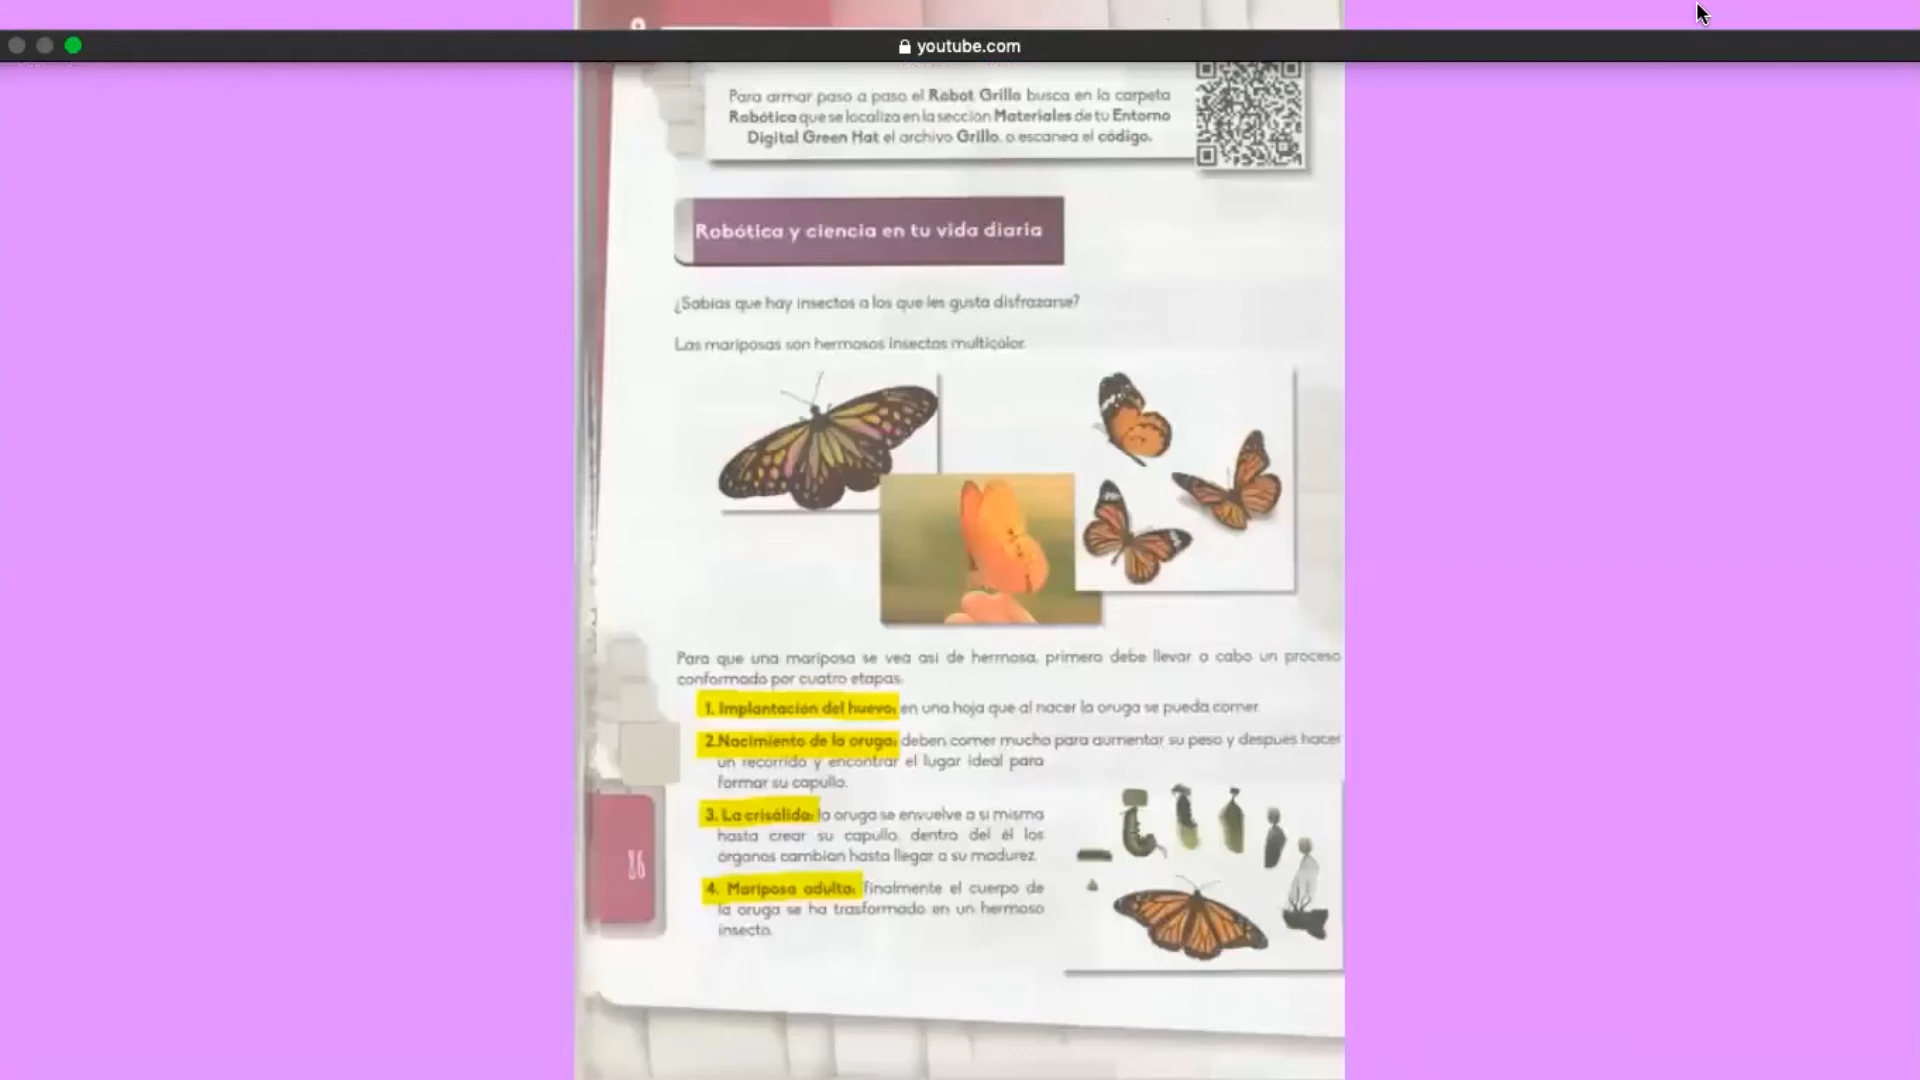 youtube.com
Para armar paso a paso el Robot Grillo busca en la carpeta
Robótica que se localiza en la sección Materiales de tu Entorno
Digital Green Hat el archivo Grillo, o escanea el código.
Robótica y ciencia en tu vida diaria
¿Sabías que hay insectos a los que les gusta disfrazarse?
Las mariposas son hermosos insectos multicolor.
Para que una mariposa se vea así de hermosa, primero debe llevar a cabo un proceso
conformado por cuatro etapas.
1. Implantación del huevo: en una hoja que al nacer la oruga se pueda comer.
2.Nacimiento de la oruga: deben comer mucho para aumentar su peso y después hacer
un recorrido y encontrar el lugar ideal para
formar su capullo.
3. La crisálida: la oruga se envuelve a sí misma
hasta crear su capullo, dentro del él los
órganos cambian hasta llegar a su madurez.
4. Mariposa adulta: finalmente el cuerpo de
la oruga se ha trasformado en un hermoso
insecto.
86